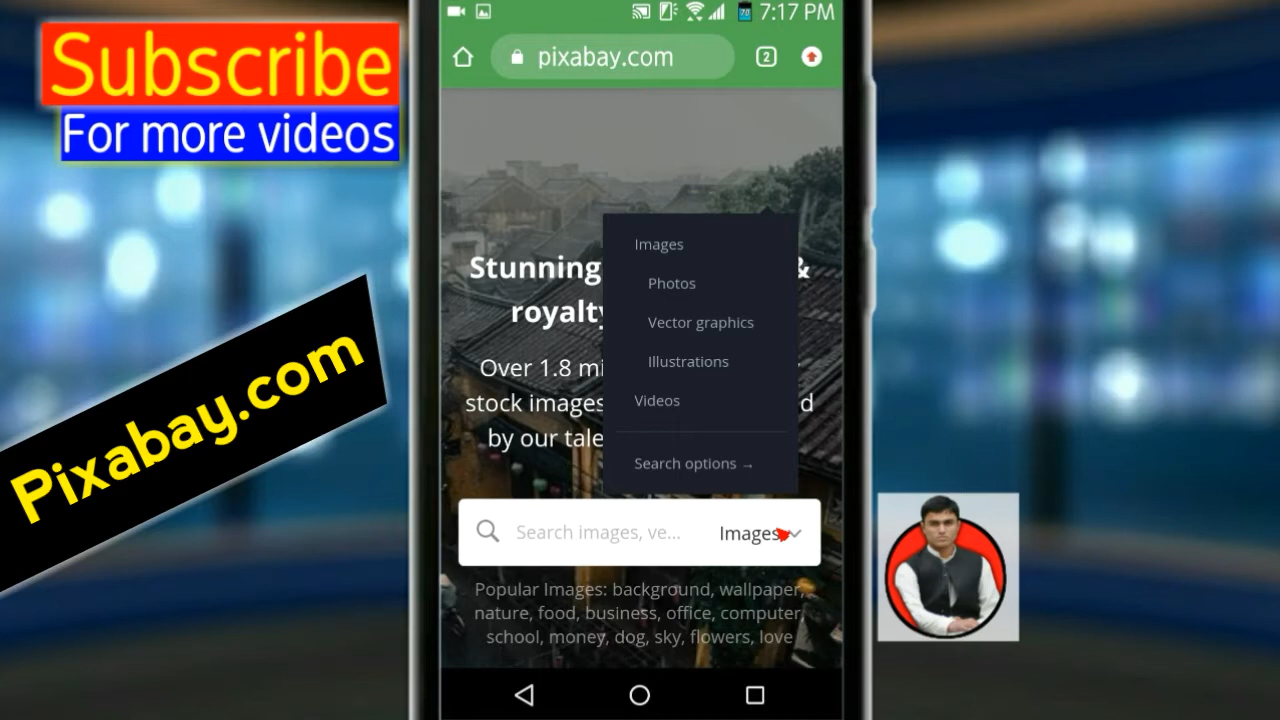 Subscribe
For more videos
Pixabay.com
70 7:17 PM
pixabay.com 2
Stunning &
royalty
Over 1.8 mi
stock images d
by our tale
Images
Photos
Vector graphics
Illustrations
Videos
Search options →
Search images, ve... Images
Popular Images: background, wallpaper,
nature, food, business, office, computer,
school, money, dog, sky, flowers, love